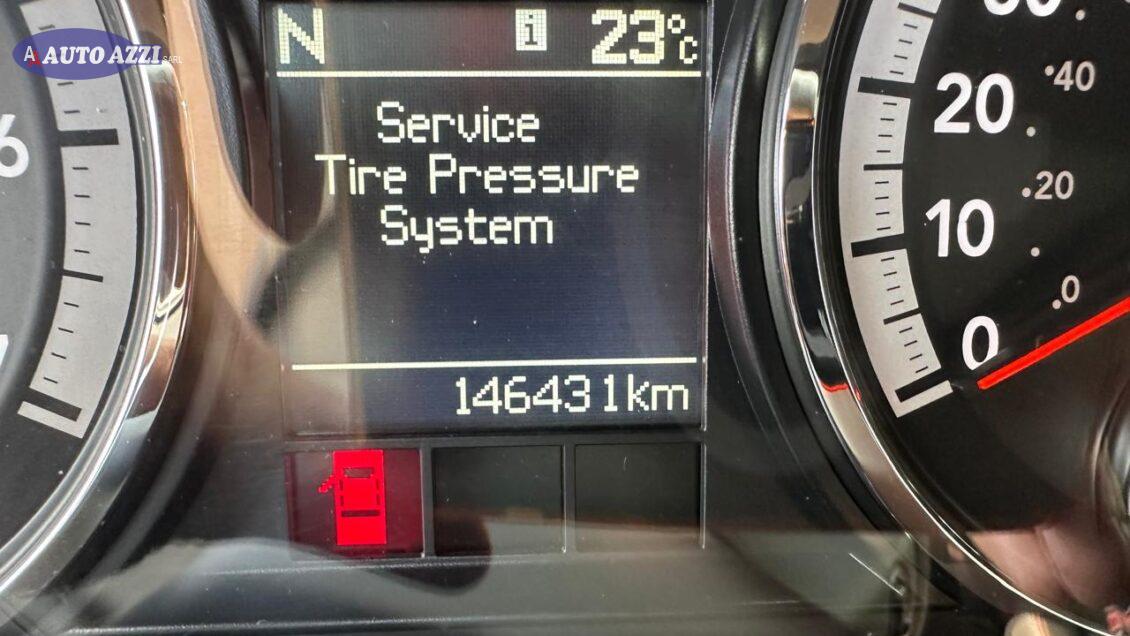 AUTO AZZI SARL
N i 23°C
Service
Tire Pressure
System
146431km
6
20
10
0
40
20
0